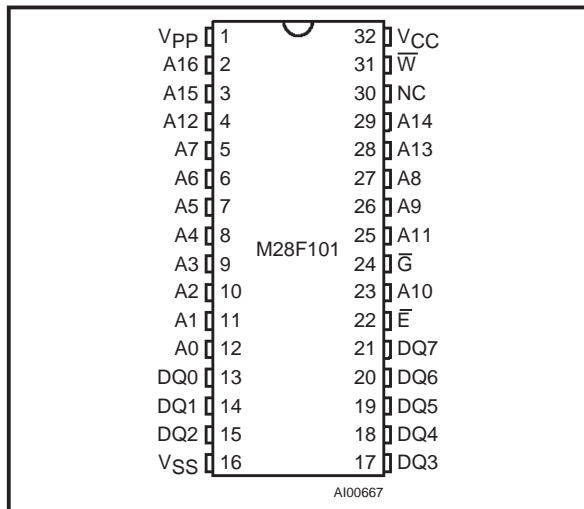 VPP 1 32 VCC
A16 2 31 W̅
A15 3 30 NC
A12 4 29 A14
A7 5 28 A13
A6 6 27 A8
A5 7 26 A9
A4 8 25 A11
M28F101
A3 9 24 G̅
A2 10 23 A10
A1 11 22 E̅
A0 12 21 DQ7
DQ0 13 20 DQ6
DQ1 14 19 DQ5
DQ2 15 18 DQ4
VSS 16 17 DQ3
AI00667